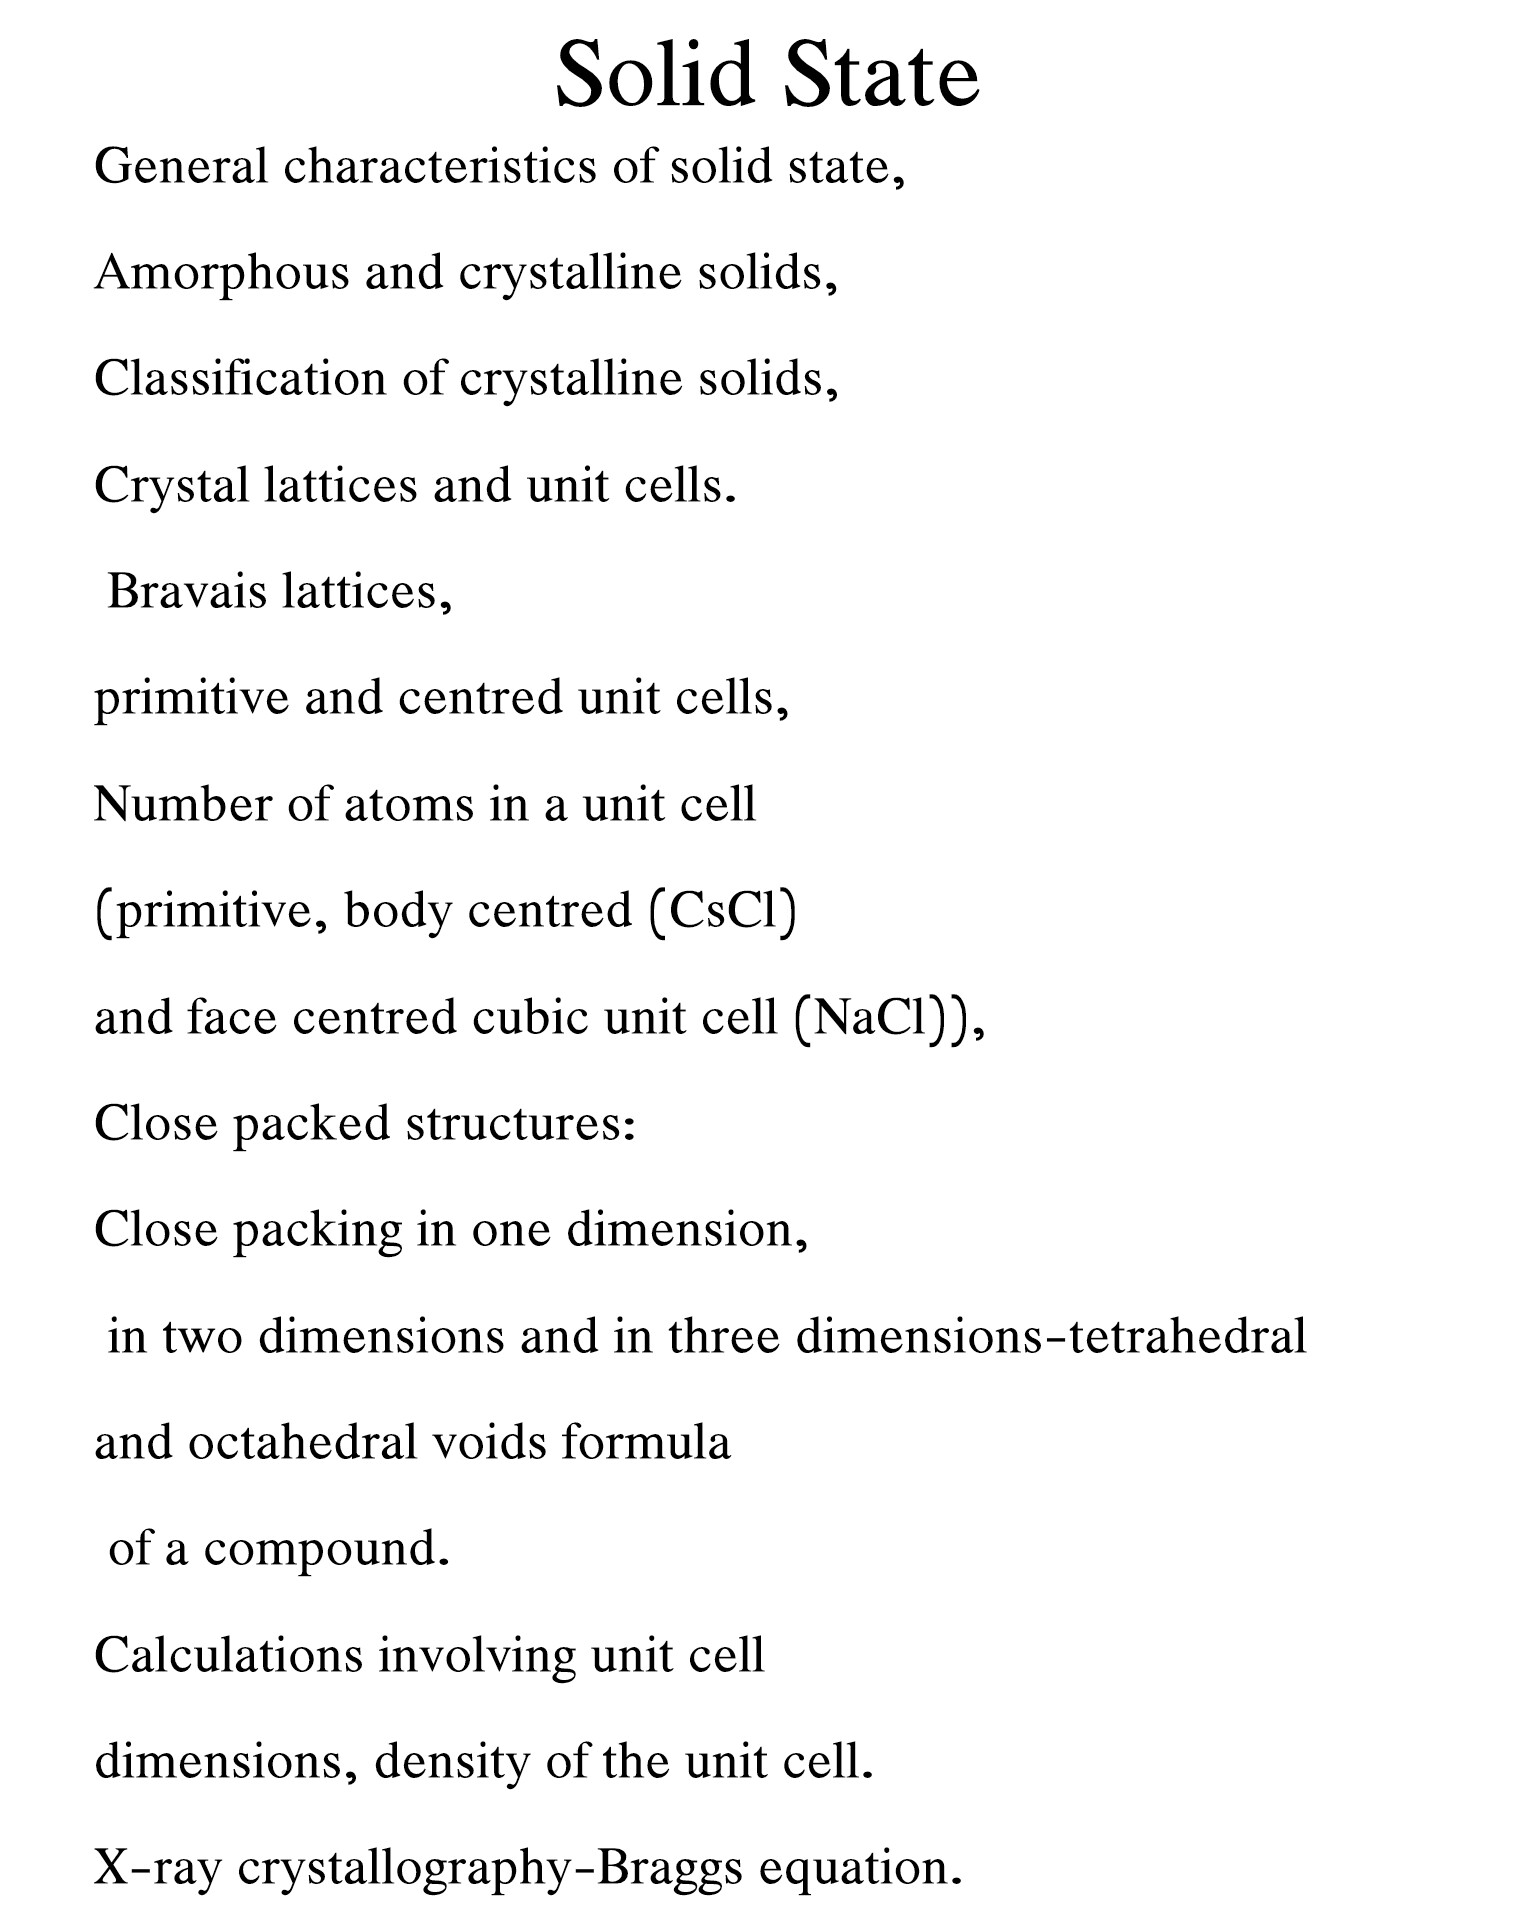 Solid State
General characteristics of solid state,
Amorphous and crystalline solids,
Classification of crystalline solids,
Crystal lattices and unit cells.
Bravais lattices,
primitive and centred unit cells,
Number of atoms in a unit cell
(primitive, body centred (CsCl)
and face centred cubic unit cell (NaCl)),
Close packed structures:
Close packing in one dimension,
in two dimensions and in three dimensions-tetrahedral
and octahedral voids formula
of a compound.
Calculations involving unit cell
dimensions, density of the unit cell.
X-ray crystallography-Braggs equation.